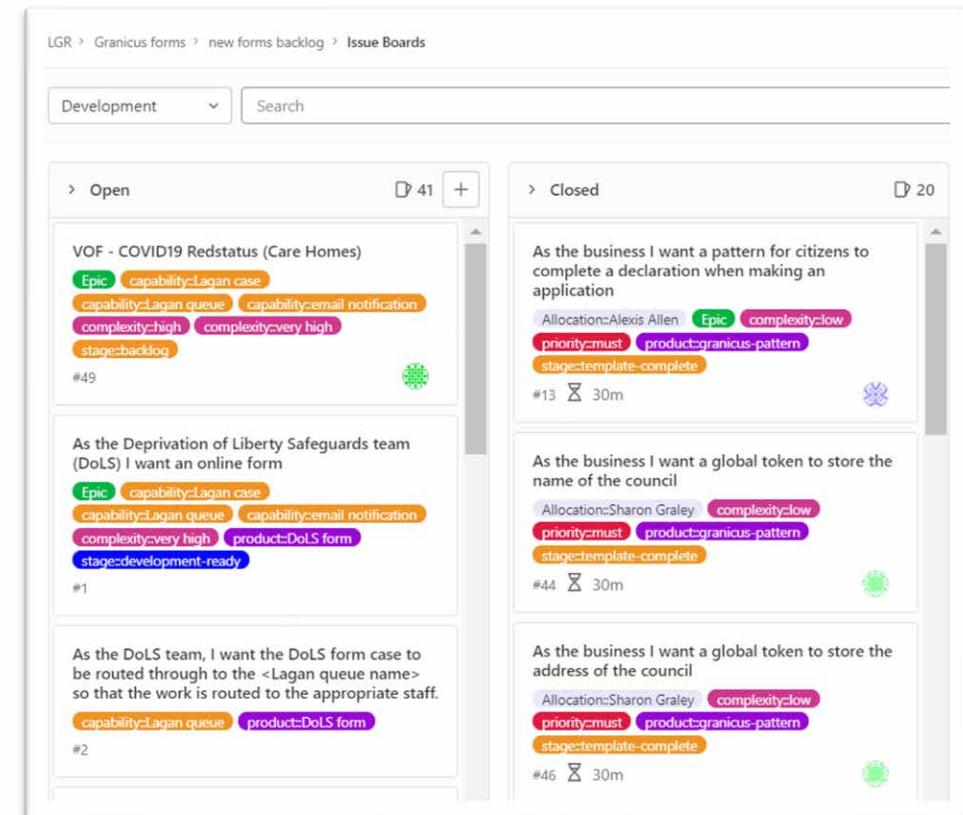 LGR > Granicus forms > new forms backlog > Issue Boards
Development
Search
> Open
41
+
VOF - COVID19 Redstatus (Care Homes)
Epic capability::Lagan case
capability::Lagan queue capability::email notification
complexity::high complexity::very high
stage::backlog
#49
As the Deprivation of Liberty Safeguards team
(DoLS) I want an online form
Epic capability::Lagan case
capability::Lagan queue capability::email notification
complexity::very high product::DoLS form
stage::development-ready
#1
As the DoLS team, I want the DoLS form case to
be routed through to the <Lagan queue name>
so that the work is routed to the appropriate staff.
capability::Lagan queue product::DoLS form
#2
> Closed
20
As the business I want a pattern for citizens to
complete a declaration when making an
application
Allocation::Alexis Allen Epic complexity::low
priority::must product::granicus-pattern
stage::template-complete
#13 30m
As the business I want a global token to store the
name of the council
Allocation::Sharon Graley complexity::low
priority::must product::granicus-pattern
stage::template-complete
#44 30m
As the business I want a global token to store the
address of the council
Allocation::Sharon Graley complexity::low
priority::must product::granicus-pattern
stage::template-complete
#46 30m